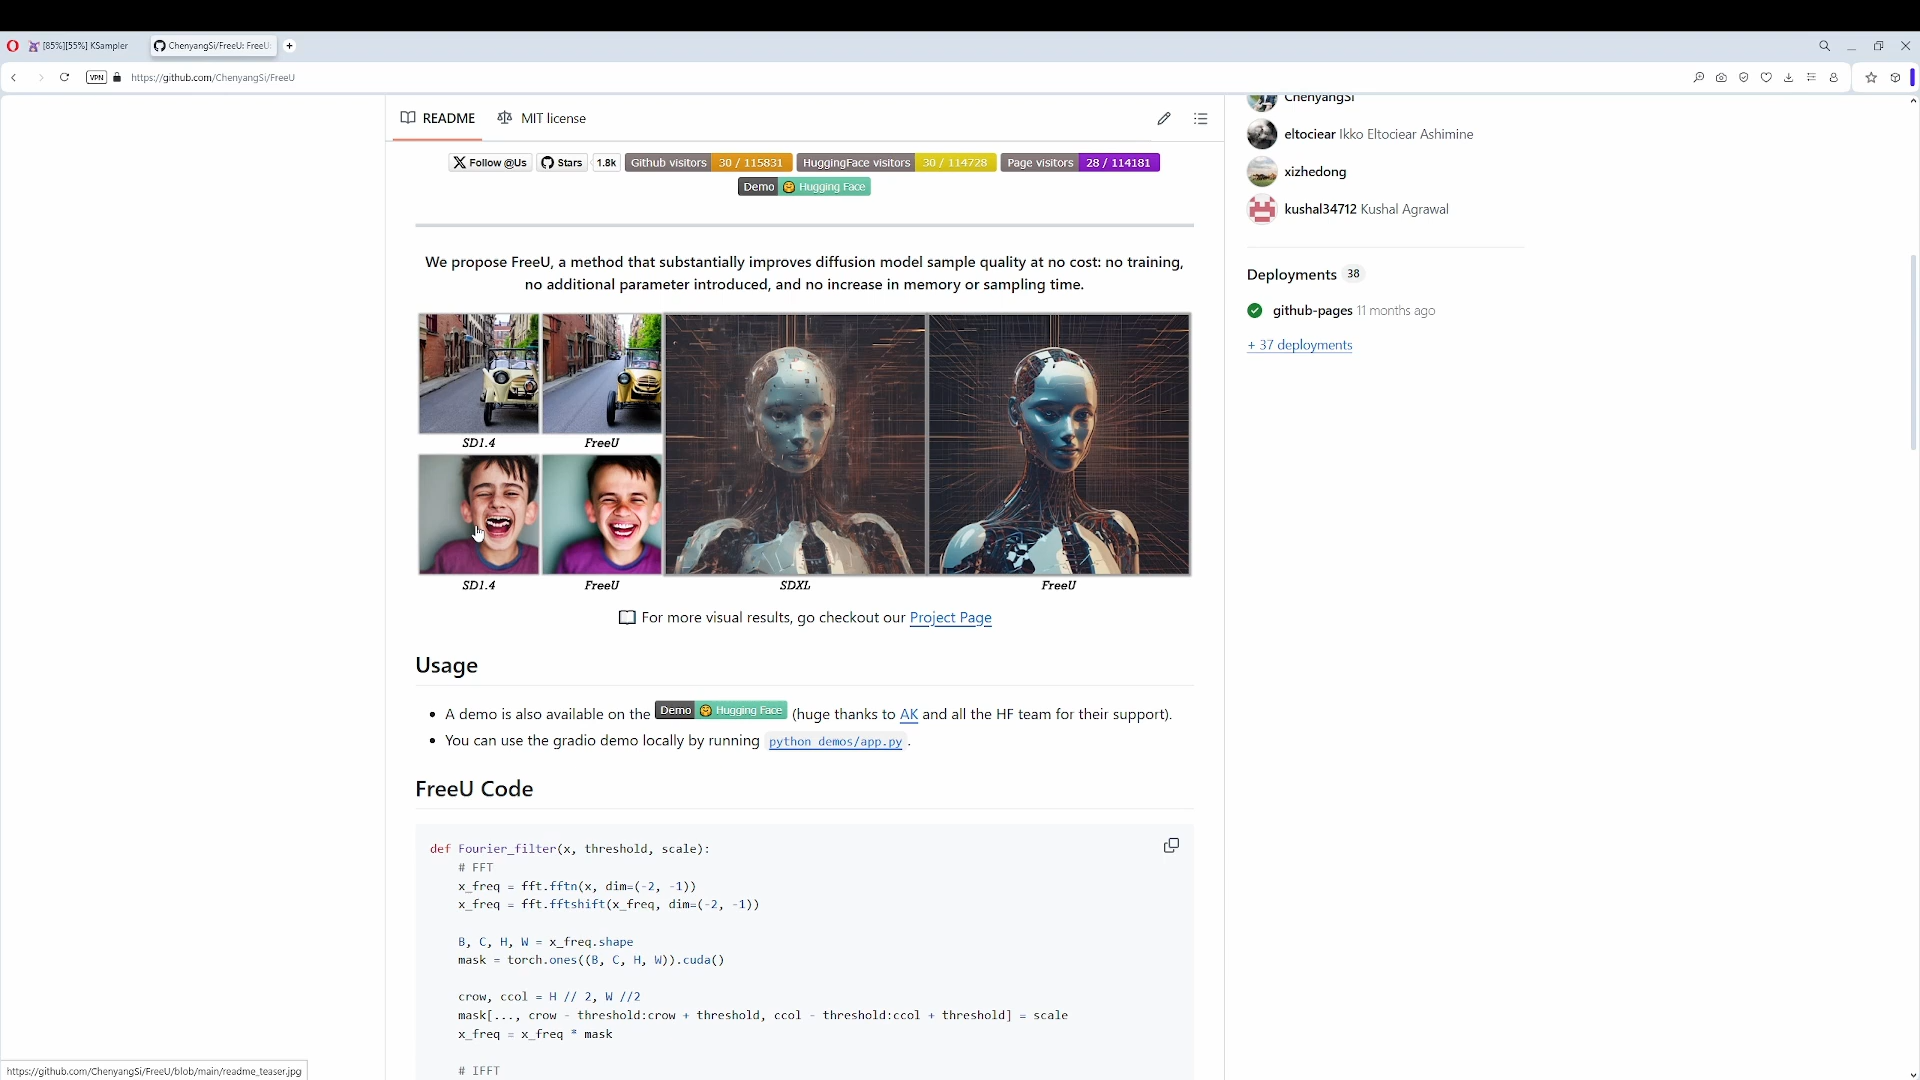 [85%][55%] KSampler
ChenyangSi/FreeU: FreeU:
VPN
https://github.com/ChenyangSi/FreeU
README
MIT license
Follow @Us
Stars
1.8k
Github visitors 30 / 115831
HuggingFace visitors 30 / 114728
Page visitors 28 / 114181
Demo Hugging Face
We propose FreeU, a method that substantially improves diffusion model sample quality at no cost: no training,
no additional parameter introduced, and no increase in memory or sampling time.
SD1.4
FreeU
SD1.4
FreeU
SDXL
FreeU
For more visual results, go checkout our Project Page
Usage
• A demo is also available on the Demo Hugging Face (huge thanks to AK and all the HF team for their support).
• You can use the gradio demo locally by running python demos/app.py .
FreeU Code
def Fourier_filter(x, threshold, scale):
# FFT
x_freq = fft.fftn(x, dim=(-2, -1))
x_freq = fft.fftshift(x_freq, dim=(-2, -1))
B, C, H, W = x_freq.shape
mask = torch.ones((B, C, H, W)).cuda()
crow, ccol = H // 2, W //2
mask[..., crow - threshold:crow + threshold, ccol - threshold:ccol + threshold] = scale
x_freq = x_freq * mask
# IFFT
ChenyangSi
eltociear Ikko Eltociear Ashimine
xizhedong
kushal34712 Kushal Agrawal
Deployments 38
github-pages 11 months ago
+ 37 deployments
https://github.com/ChenyangSi/FreeU/blob/main/readme_teaser.jpg